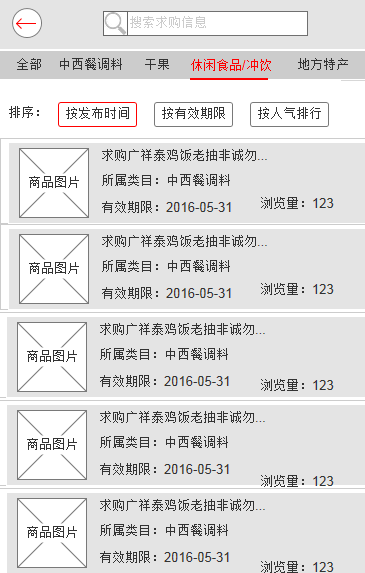 搜索求购信息
全部 中西餐调料 干果 休闲食品/冲饮 地方特产
排序： 按发布时间 按有效期限 按人气排行
商品图片
求购广祥泰鸡饭老抽非诚勿...
所属类目：中西餐调料
有效期限：2016-05-31
浏览量：123
商品图片
求购广祥泰鸡饭老抽非诚勿...
所属类目：中西餐调料
有效期限：2016-05-31
浏览量：123
商品图片
求购广祥泰鸡饭老抽非诚勿...
所属类目：中西餐调料
有效期限：2016-05-31
浏览量：123
商品图片
求购广祥泰鸡饭老抽非诚勿...
所属类目：中西餐调料
有效期限：2016-05-31
浏览量：123
商品图片
求购广祥泰鸡饭老抽非诚勿...
所属类目：中西餐调料
有效期限：2016-05-31
浏览量：123